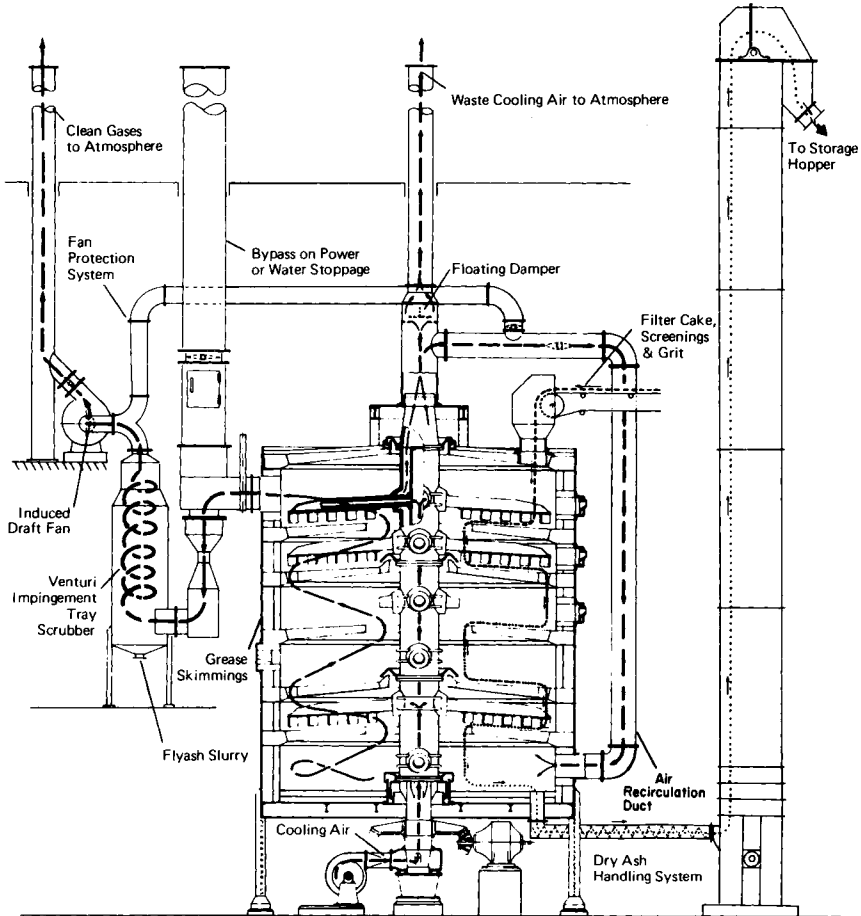 Waste Cooling Air to Atmosphere
Clean Gases
to Atmosphere
To Storage
Hopper
Fan
Protection
System
Bypass on Power
or Water Stoppage
Floating Damper
Filter Cake,
Screenings
& Grit
Induced
Draft Fan
Venturi
Impingement
Tray
Scrubber
Grease
Skimmings
Flyash Slurry
Air
Recirculation
Duct
Cooling Air
Dry Ash
Handling System